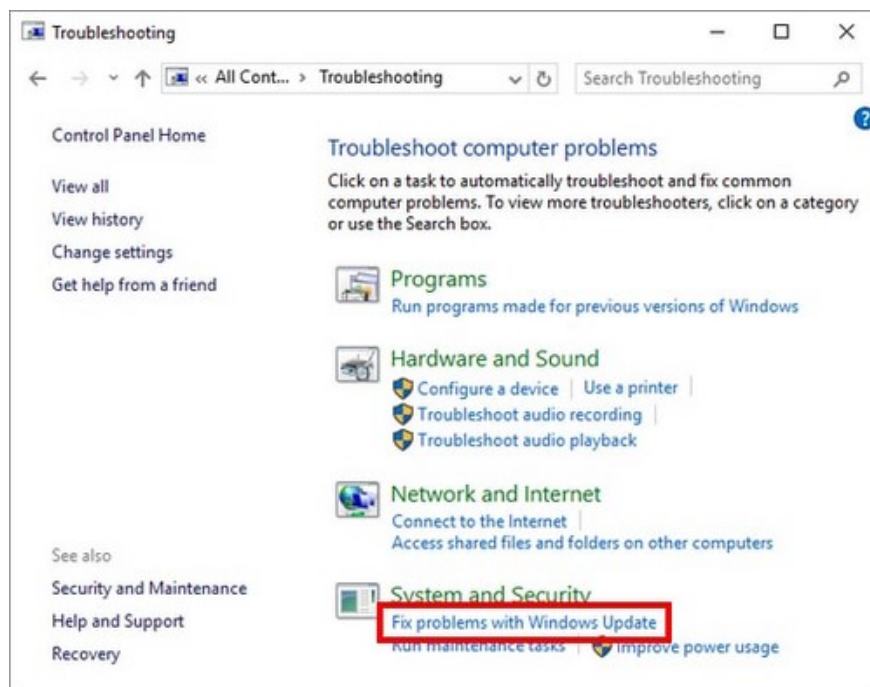 Troubleshooting
« All Cont... › Troubleshooting
Search Troubleshooting
?
Control Panel Home
View all
View history
Change settings
Get help from a friend
Troubleshoot computer problems
Click on a task to automatically troubleshoot and fix common
computer problems. To view more troubleshooters, click on a category
or use the Search box.
Programs
Run programs made for previous versions of Windows
Hardware and Sound
Configure a device | Use a printer |
Troubleshoot audio recording |
Troubleshoot audio playback
Network and Internet
Connect to the Internet |
Access shared files and folders on other computers
System and Security
Fix problems with Windows Update
Run maintenance tasks | Improve power usage
See also
Security and Maintenance
Help and Support
Recovery